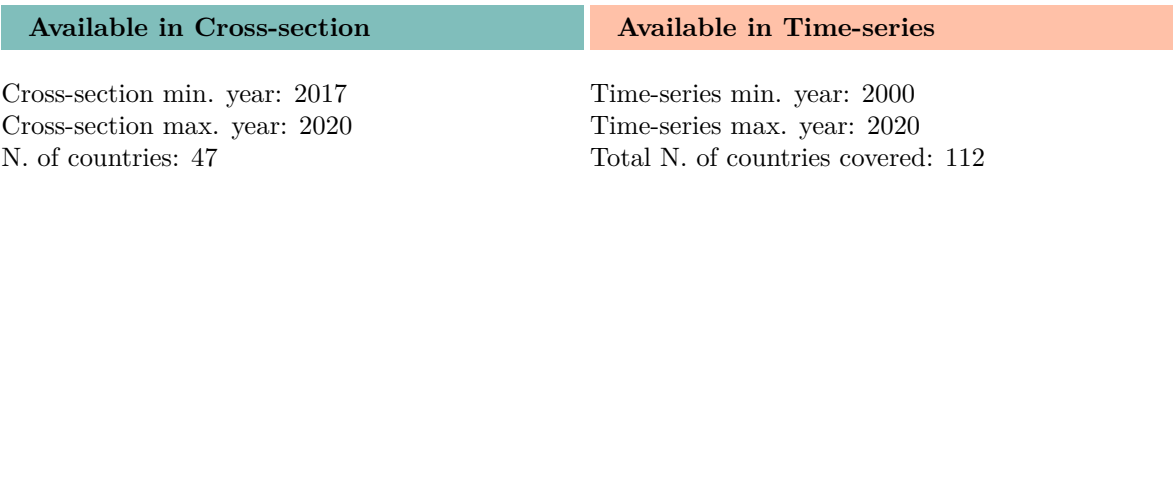 Available in Cross-section
Cross-section min. year: 2017
Cross-section max. year: 2020
N. of countries: 47
Available in Time-series
Time-series min. year: 2000
Time-series max. year: 2020
Total N. of countries covered: 112